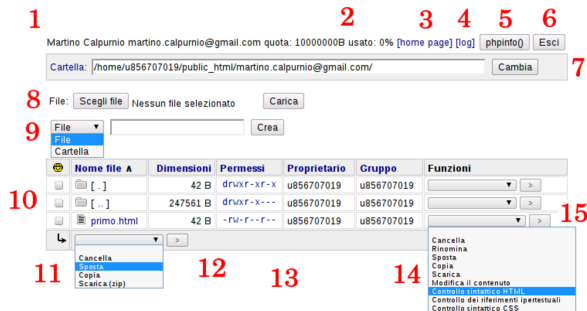 1 2 3 4 5 6
Martino Calpurnio martino.calpurnio@gmail.com quota: 10000000B usato: 0% [home page] [log] phpinfo() Esci
Cartella: /home/u856707019/public_html/martino.calpurnio@gmail.com/ Cambia 7
8 File: Scegli file Nessun file selezionato Carica
9 File Crea
File
Cartella
Nome file ∧ Dimensioni Permessi Proprietario Gruppo Funzioni
[ . ] 42 B drwxr-xr-x u856707019 u856707019 >
10 [ .. ] 247561 B drwxr-x--- u856707019 u856707019 >
primo.html 42 B -rw-r--r-- u856707019 u856707019 > 15
>
11 12 13 14
Cancella
Sposta
Copia
Scarica (zip)
Cancella
Rinomina
Sposta
Copia
Scarica
Modifica il contenuto
Controllo sintattico HTML
Controllo dei riferimenti ipertestuali
Controllo sintattico CSS